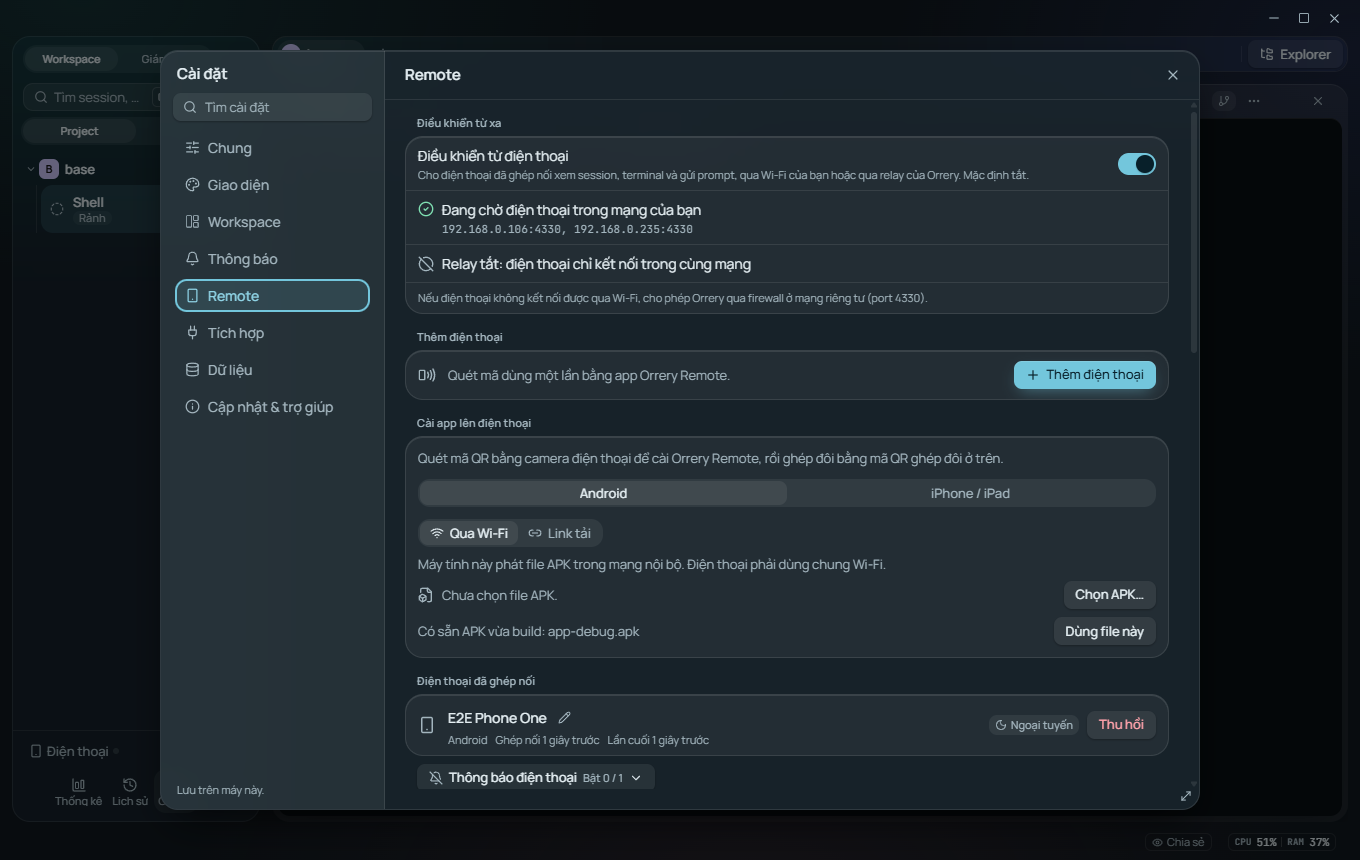 Workspace
Explorer
Tìm session, ...
Project
B base
Shell
Rảnh
Điện thoại
Thống kê
Lịch sử
Cài đặt
Tìm cài đặt
Chung
Giao diện
Workspace
Thông báo
Remote
Tích hợp
Dữ liệu
Cập nhật & trợ giúp
Lưu trên máy này.
Remote
Điều khiển từ xa
Điều khiển từ điện thoại
Cho điện thoại đã ghép nối xem session, terminal và gửi prompt, qua Wi-Fi của bạn hoặc qua relay của Orrery. Mặc định tắt.
Đang chờ điện thoại trong mạng của bạn
192.168.0.106:4330, 192.168.0.235:4330
Relay tắt: điện thoại chỉ kết nối trong cùng mạng
Nếu điện thoại không kết nối được qua Wi-Fi, cho phép Orrery qua firewall ở mạng riêng tư (port 4330).
Thêm điện thoại
Quét mã dùng một lần bằng app Orrery Remote.
Thêm điện thoại
Cài app lên điện thoại
Quét mã QR bằng camera điện thoại để cài Orrery Remote, rồi ghép đôi bằng mã QR ghép đôi ở trên.
Android
iPhone / iPad
Qua Wi-Fi
Link tải
Máy tính này phát file APK trong mạng nội bộ. Điện thoại phải dùng chung Wi-Fi.
Chưa chọn file APK.
Chọn APK...
Có sẵn APK vừa build: app-debug.apk
Dùng file này
Điện thoại đã ghép nối
E2E Phone One
Android Ghép nối 1 giây trước Lần cuối 1 giây trước
Ngoại tuyến
Thu hồi
Thông báo điện thoại Bật 0 / 1
Chia sẻ
CPU 51% RAM 37%